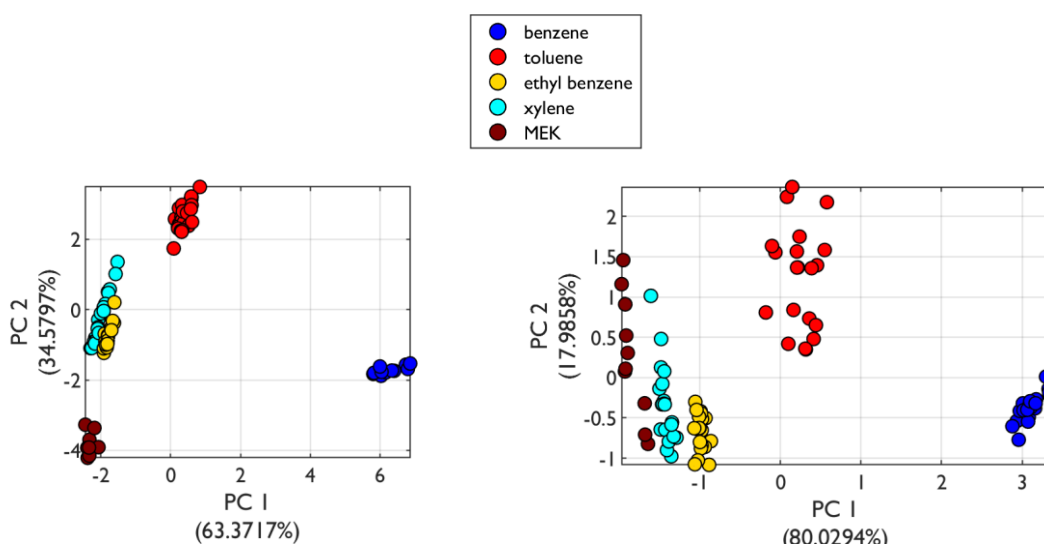 benzene
toluene
ethyl benzene
xylene
MEK
2
0
-2
-4
-2
0
2
4
6
PC 2
(34.5797%)
PC 1
(63.3717%)
2
1.5
1
0.5
0
-0.5
-1
-1
0
1
2
3
PC 2
(17.9858%)
PC 1
(80.0294%)